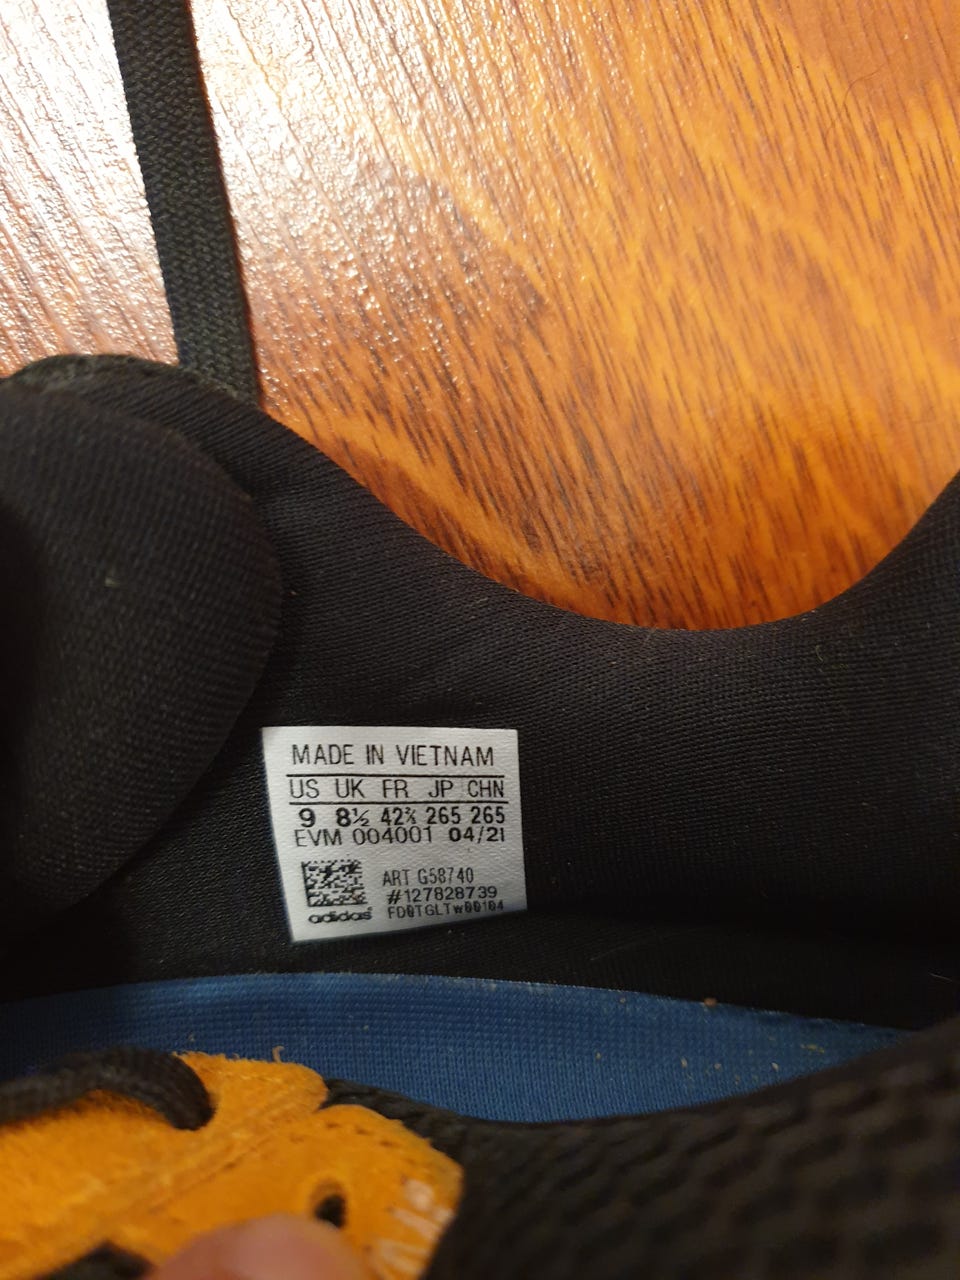 MADE IN VIETNAM
US UK FR JP CHN
9 8½ 42⅔ 265 265
EVM 004001 04/21
ART G58740
#127828739
FD0TGLTw00104
adidas